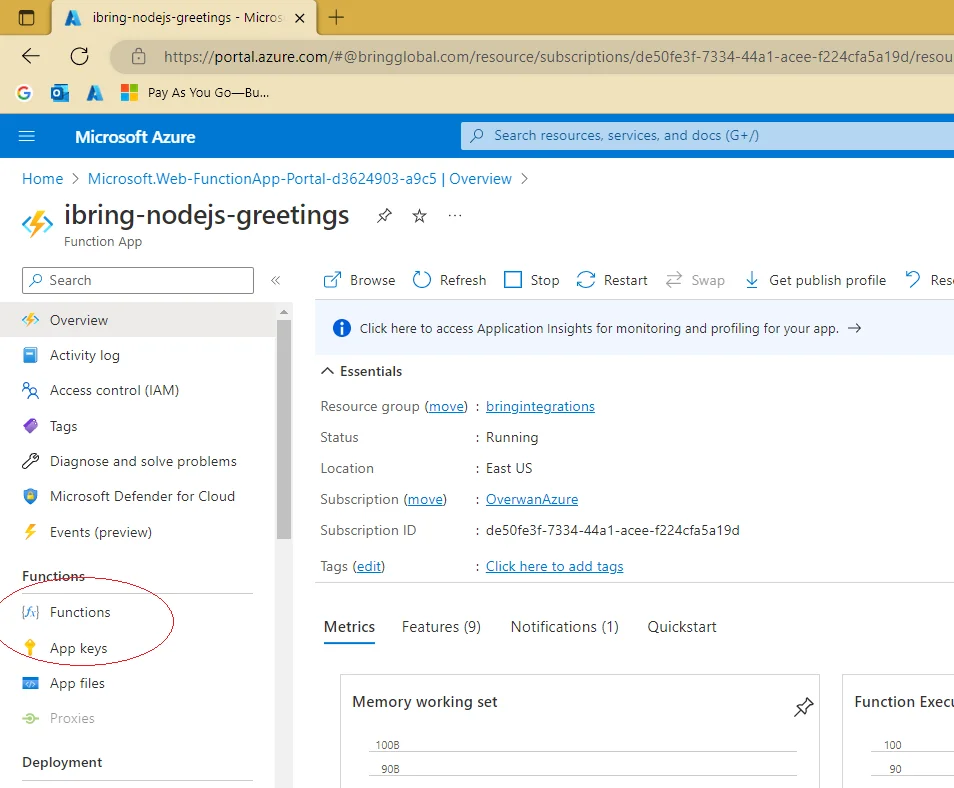 ibring-nodejs-greetings - Micros
https://portal.azure.com/#@bringglobal.com/resource/subscriptions/de50fe3f-7334-44a1-acee-f224cfa5a19d/resou
Pay As You Go—Bu...
Microsoft Azure
Search resources, services, and docs (G+/)
Home > Microsoft.Web-FunctionApp-Portal-d3624903-a9c5 | Overview >
ibring-nodejs-greetings
Function App
Search
Browse Refresh Stop Restart Swap Get publish profile Rese
Overview
Activity log
Access control (IAM)
Tags
Diagnose and solve problems
Microsoft Defender for Cloud
Events (preview)
Functions
Functions
App keys
App files
Proxies
Deployment
Click here to access Application Insights for monitoring and profiling for your app.
Essentials
Resource group (move) : bringintegrations
Status : Running
Location : East US
Subscription (move) : OverwanAzure
Subscription ID : de50fe3f-7334-44a1-acee-f224cfa5a19d
Tags (edit) : Click here to add tags
Metrics Features (9) Notifications (1) Quickstart
Memory working set
100B
90B
Function Execu
100
90